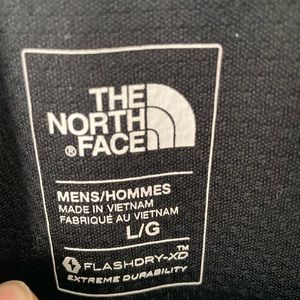 THE
NORTH
®FACE
MENS/HOMMES
MADE IN VIETNAM
FABRIQUÉ AU VIETNAM
L/G
FLASHDRY-XD™
EXTREME DURABILITY